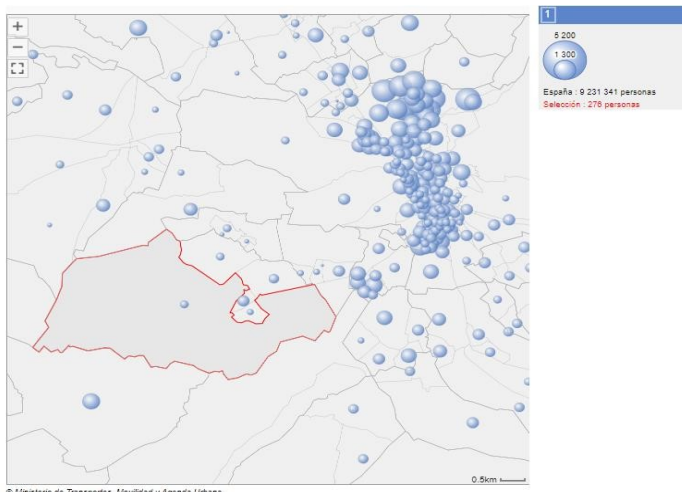 1
5 200
1 300
España : 9 231 341 personas
Selección : 276 personas
0.5km
© Ministerio de Transportes, Movilidad y Agenda Urbana